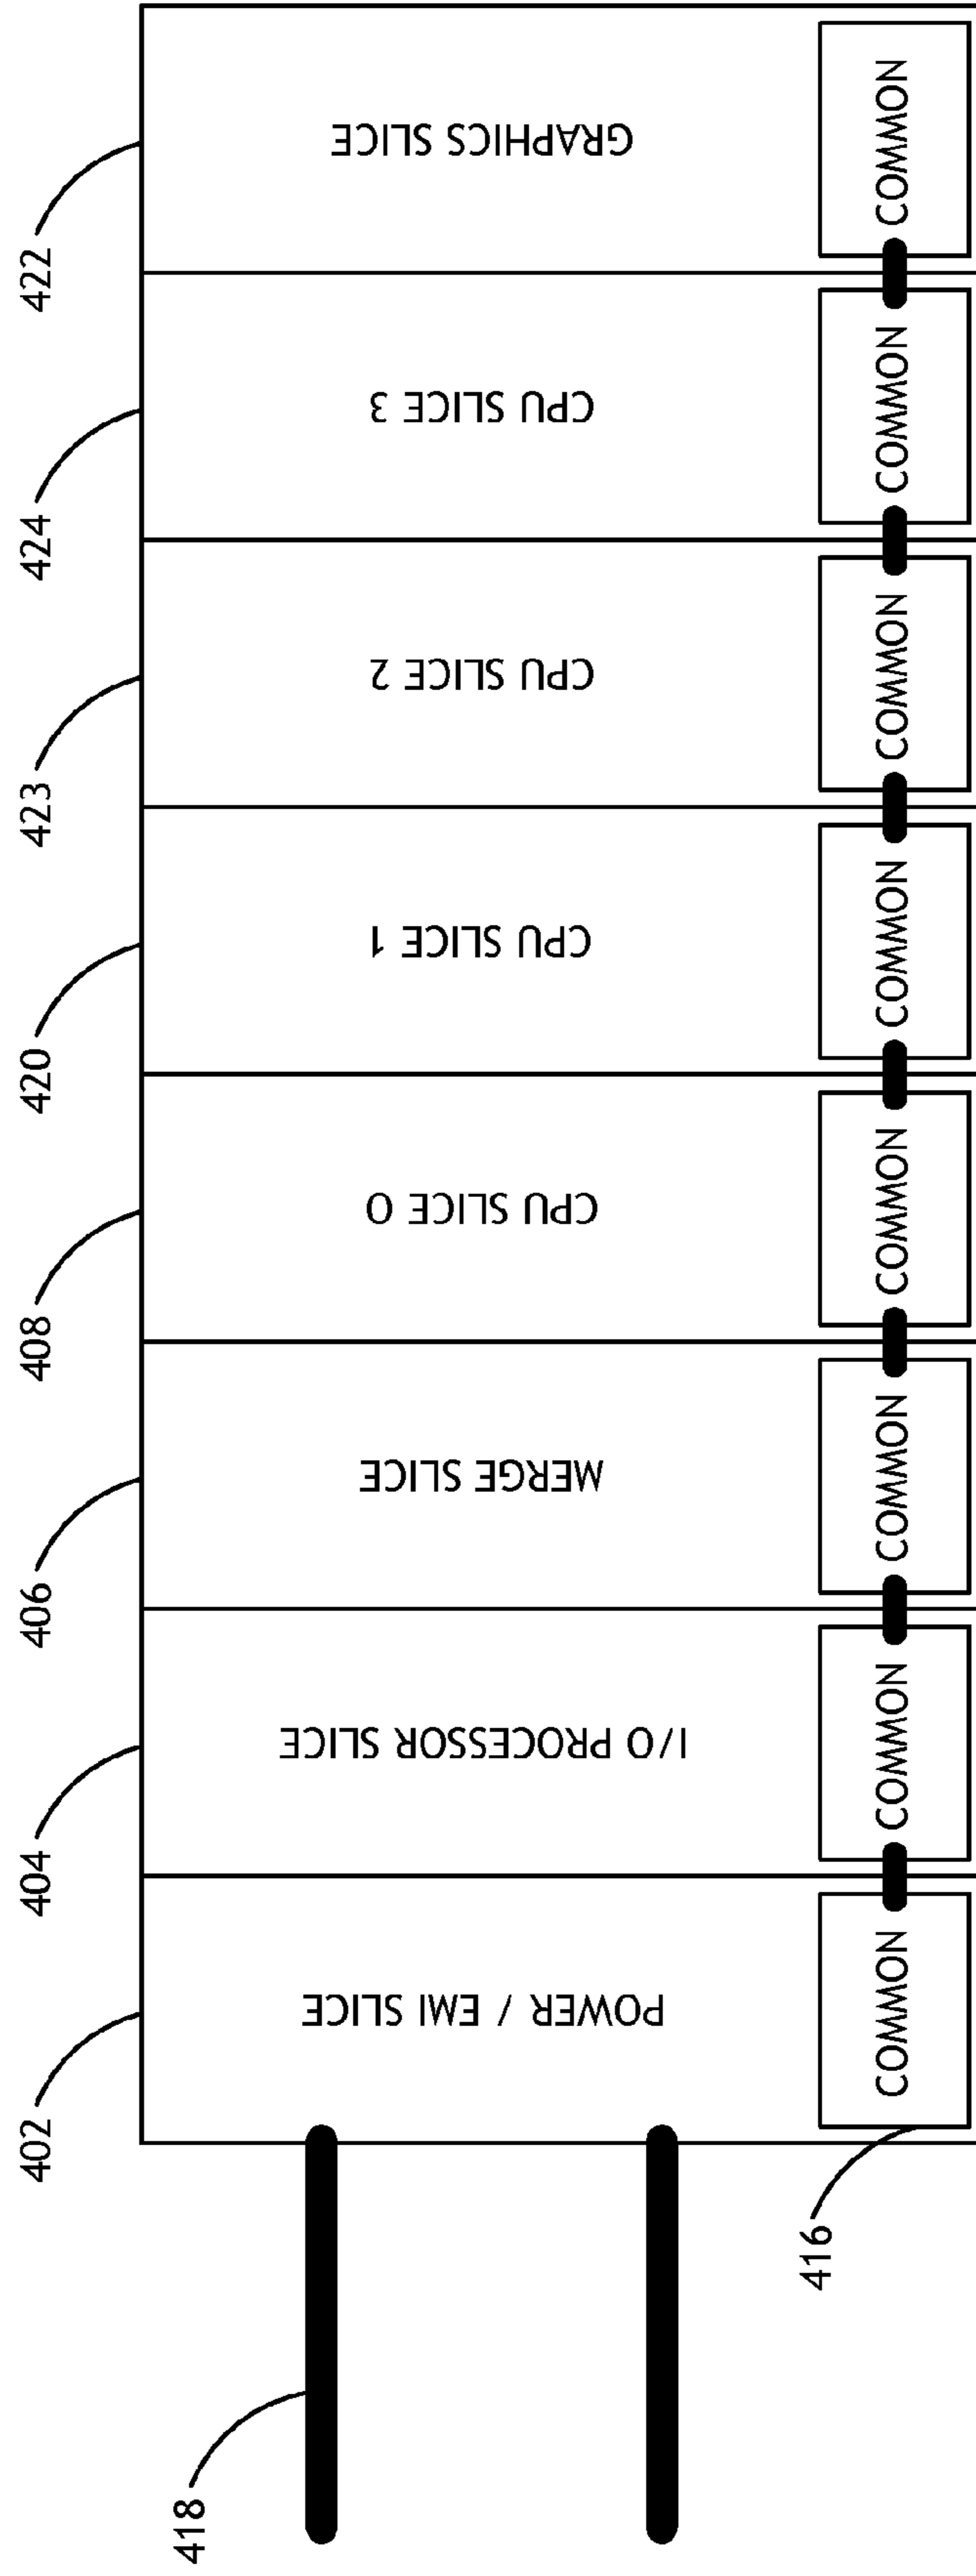 402
404
406
408
420
423
424
422
POWER / EMI SLICE
I/O PROCESSOR SLICE
MERGE SLICE
CPU SLICE 0
CPU SLICE 1
CPU SLICE 2
CPU SLICE 3
GRAPHICS SLICE
COMMON
COMMON
COMMON
COMMON
COMMON
COMMON
COMMON
COMMON
418
416